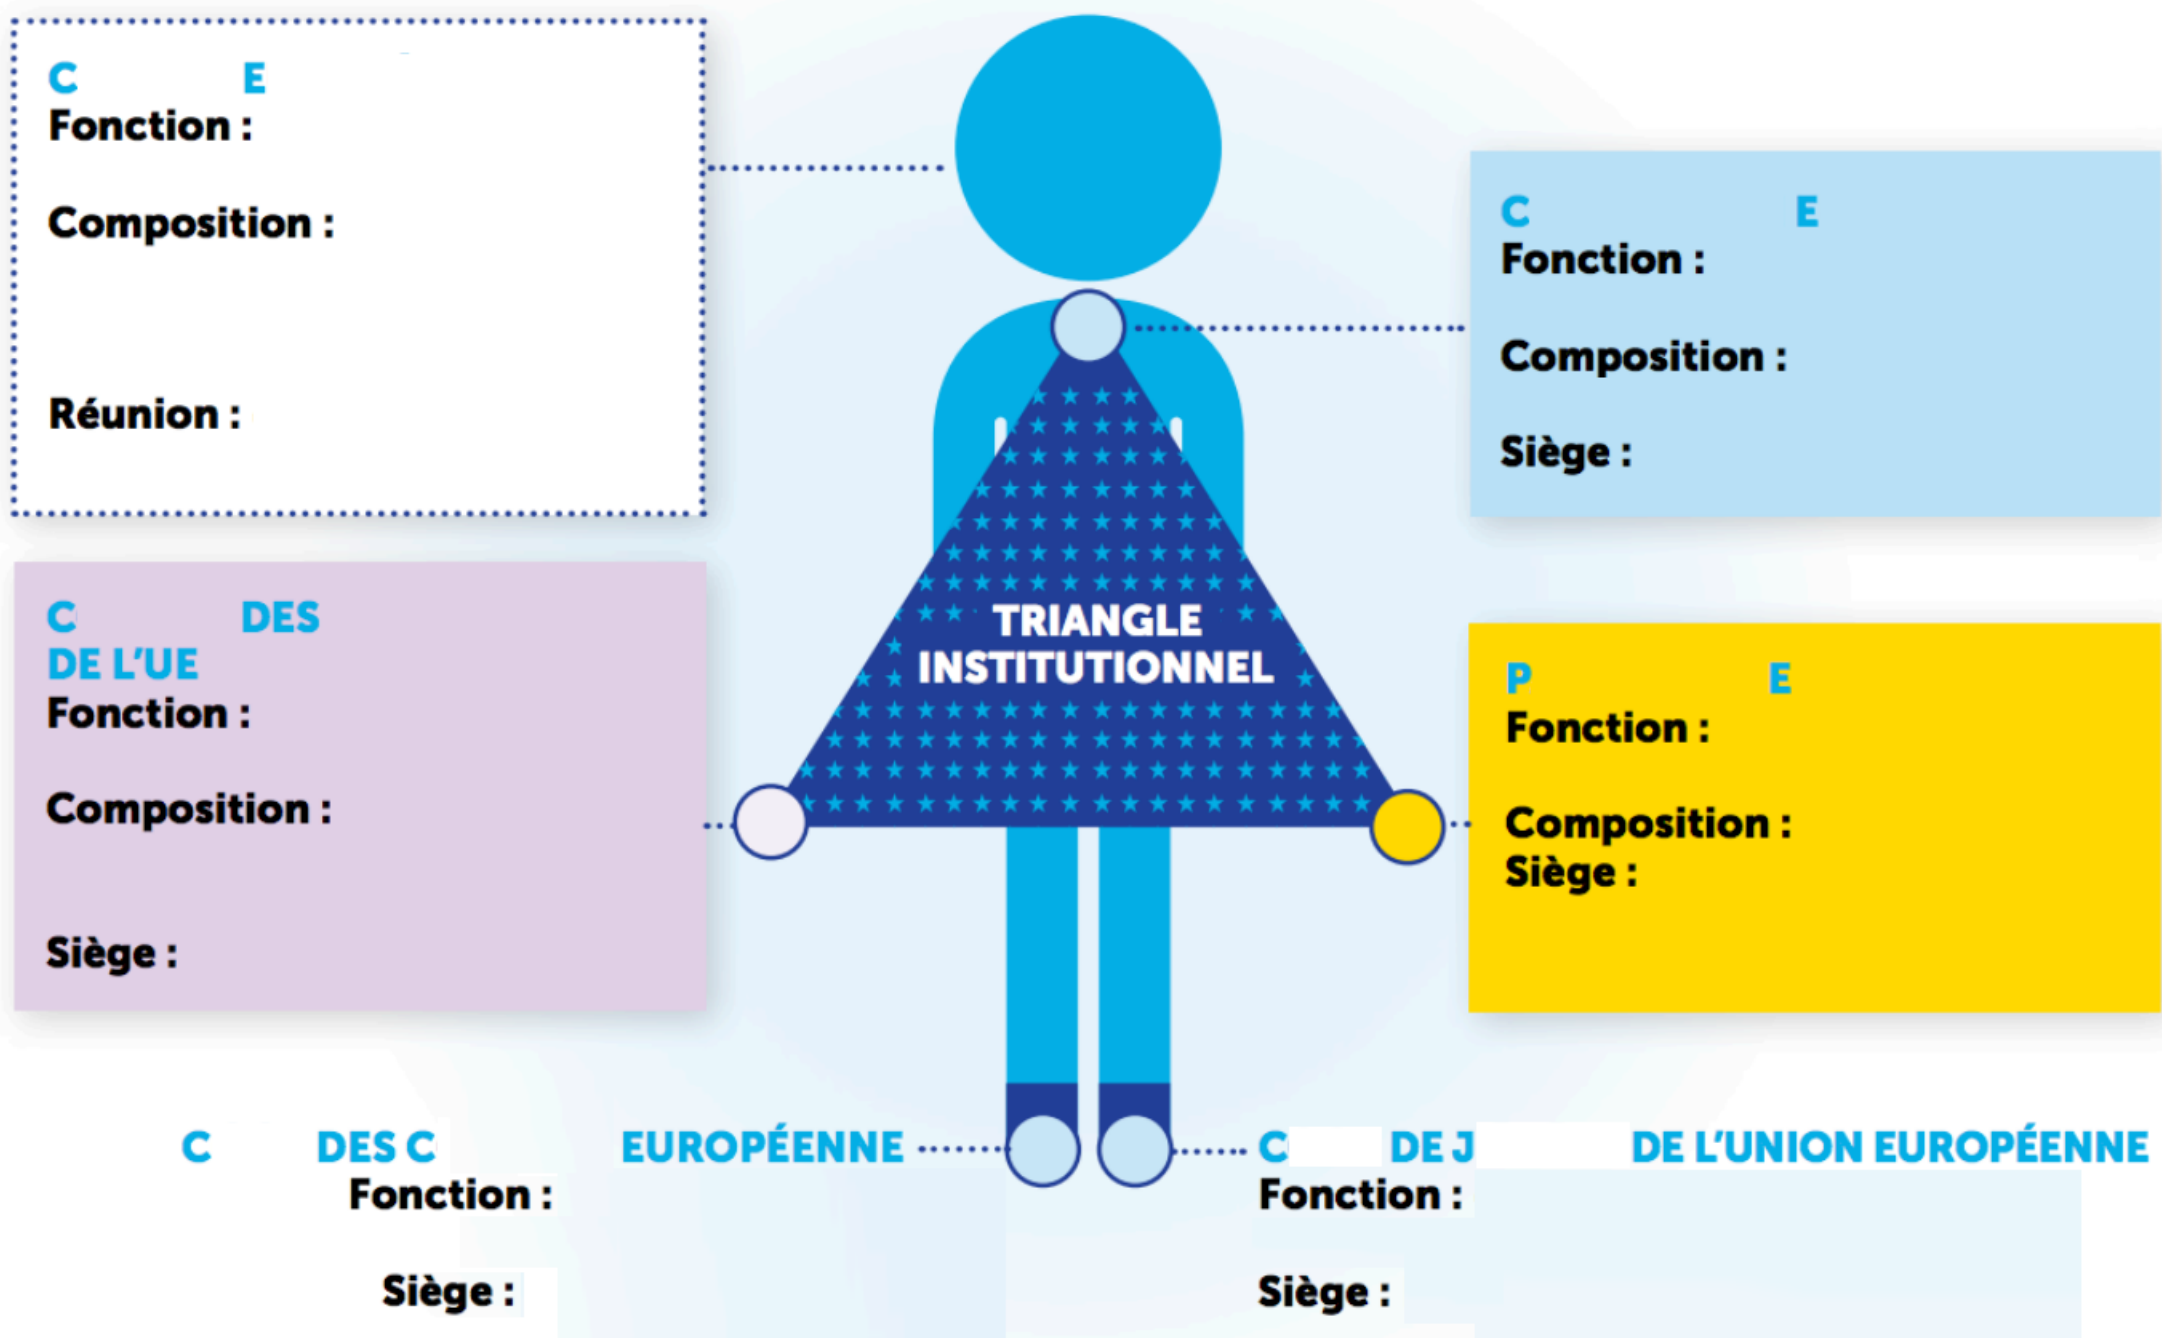 C E
Fonction :
Composition :
Réunion :
C E
Fonction :
Composition :
Siège :
C DES
DE L'UE
Fonction :
Composition :
Siège :
TRIANGLE
INSTITUTIONNEL
P E
Fonction :
Composition :
Siège :
C DES C EUROPÉENNE
Fonction :
Siège :
C DE J DE L'UNION EUROPÉENNE
Fonction :
Siège :